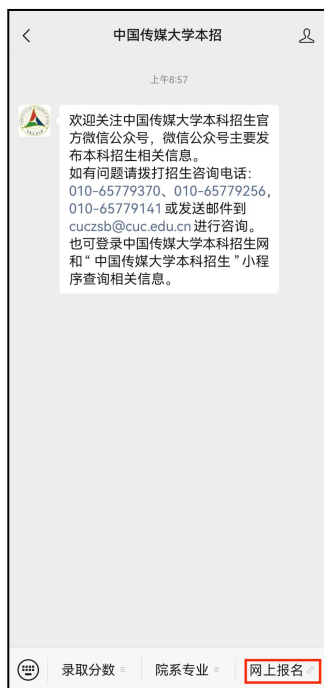 中国传媒大学本招
上午8:57
欢迎关注中国传媒大学本科招生官
方微信公众号，微信公众号主要发
布本科招生相关信息。
如有问题请拨打招生咨询电话：
010-65779370、010-65779256，
010-65779141 或发送邮件到
cuczsb@cuc.edu.cn 进行咨询。
也可登录中国传媒大学本科招生网
和“中国传媒大学本科招生”小程
序查询相关信息。
录取分数 院系专业 网上报名